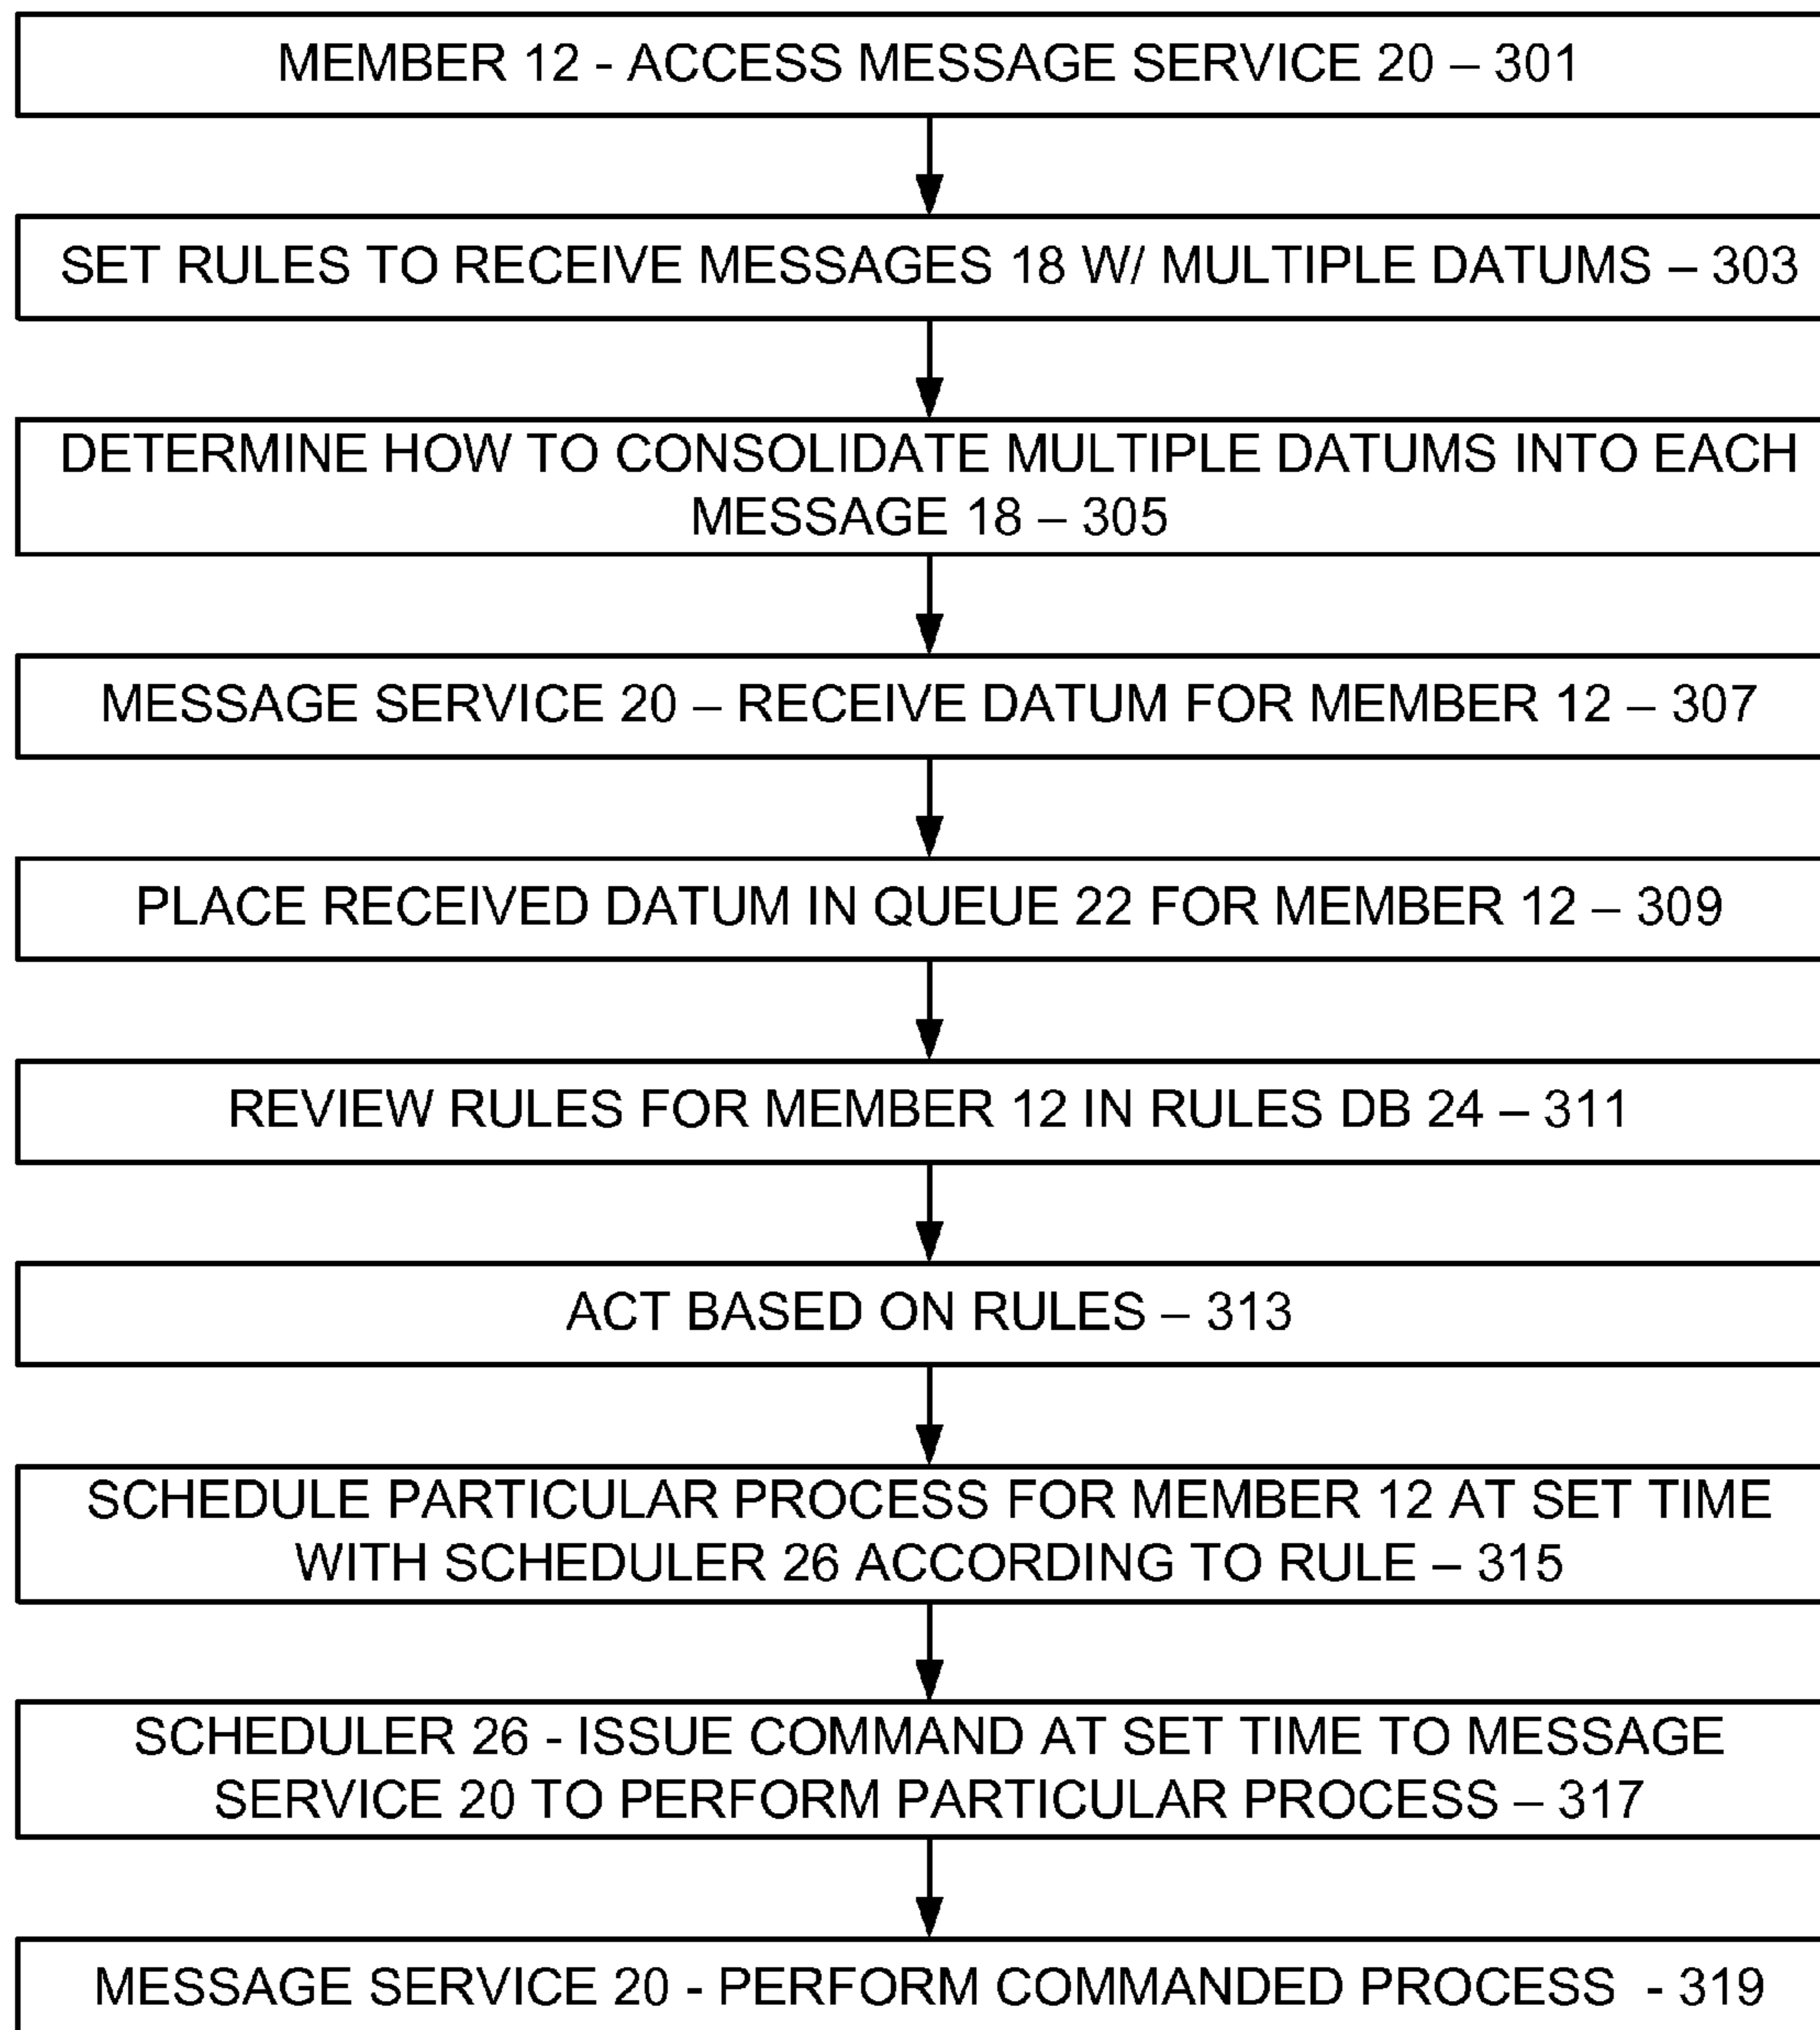 MEMBER 12 - ACCESS MESSAGE SERVICE 20 – 301
SET RULES TO RECEIVE MESSAGES 18 W/ MULTIPLE DATUMS – 303
DETERMINE HOW TO CONSOLIDATE MULTIPLE DATUMS INTO EACH
MESSAGE 18 – 305
MESSAGE SERVICE 20 – RECEIVE DATUM FOR MEMBER 12 – 307
PLACE RECEIVED DATUM IN QUEUE 22 FOR MEMBER 12 – 309
REVIEW RULES FOR MEMBER 12 IN RULES DB 24 – 311
ACT BASED ON RULES – 313
SCHEDULE PARTICULAR PROCESS FOR MEMBER 12 AT SET TIME
WITH SCHEDULER 26 ACCORDING TO RULE – 315
SCHEDULER 26 - ISSUE COMMAND AT SET TIME TO MESSAGE
SERVICE 20 TO PERFORM PARTICULAR PROCESS – 317
MESSAGE SERVICE 20 - PERFORM COMMANDED PROCESS - 319